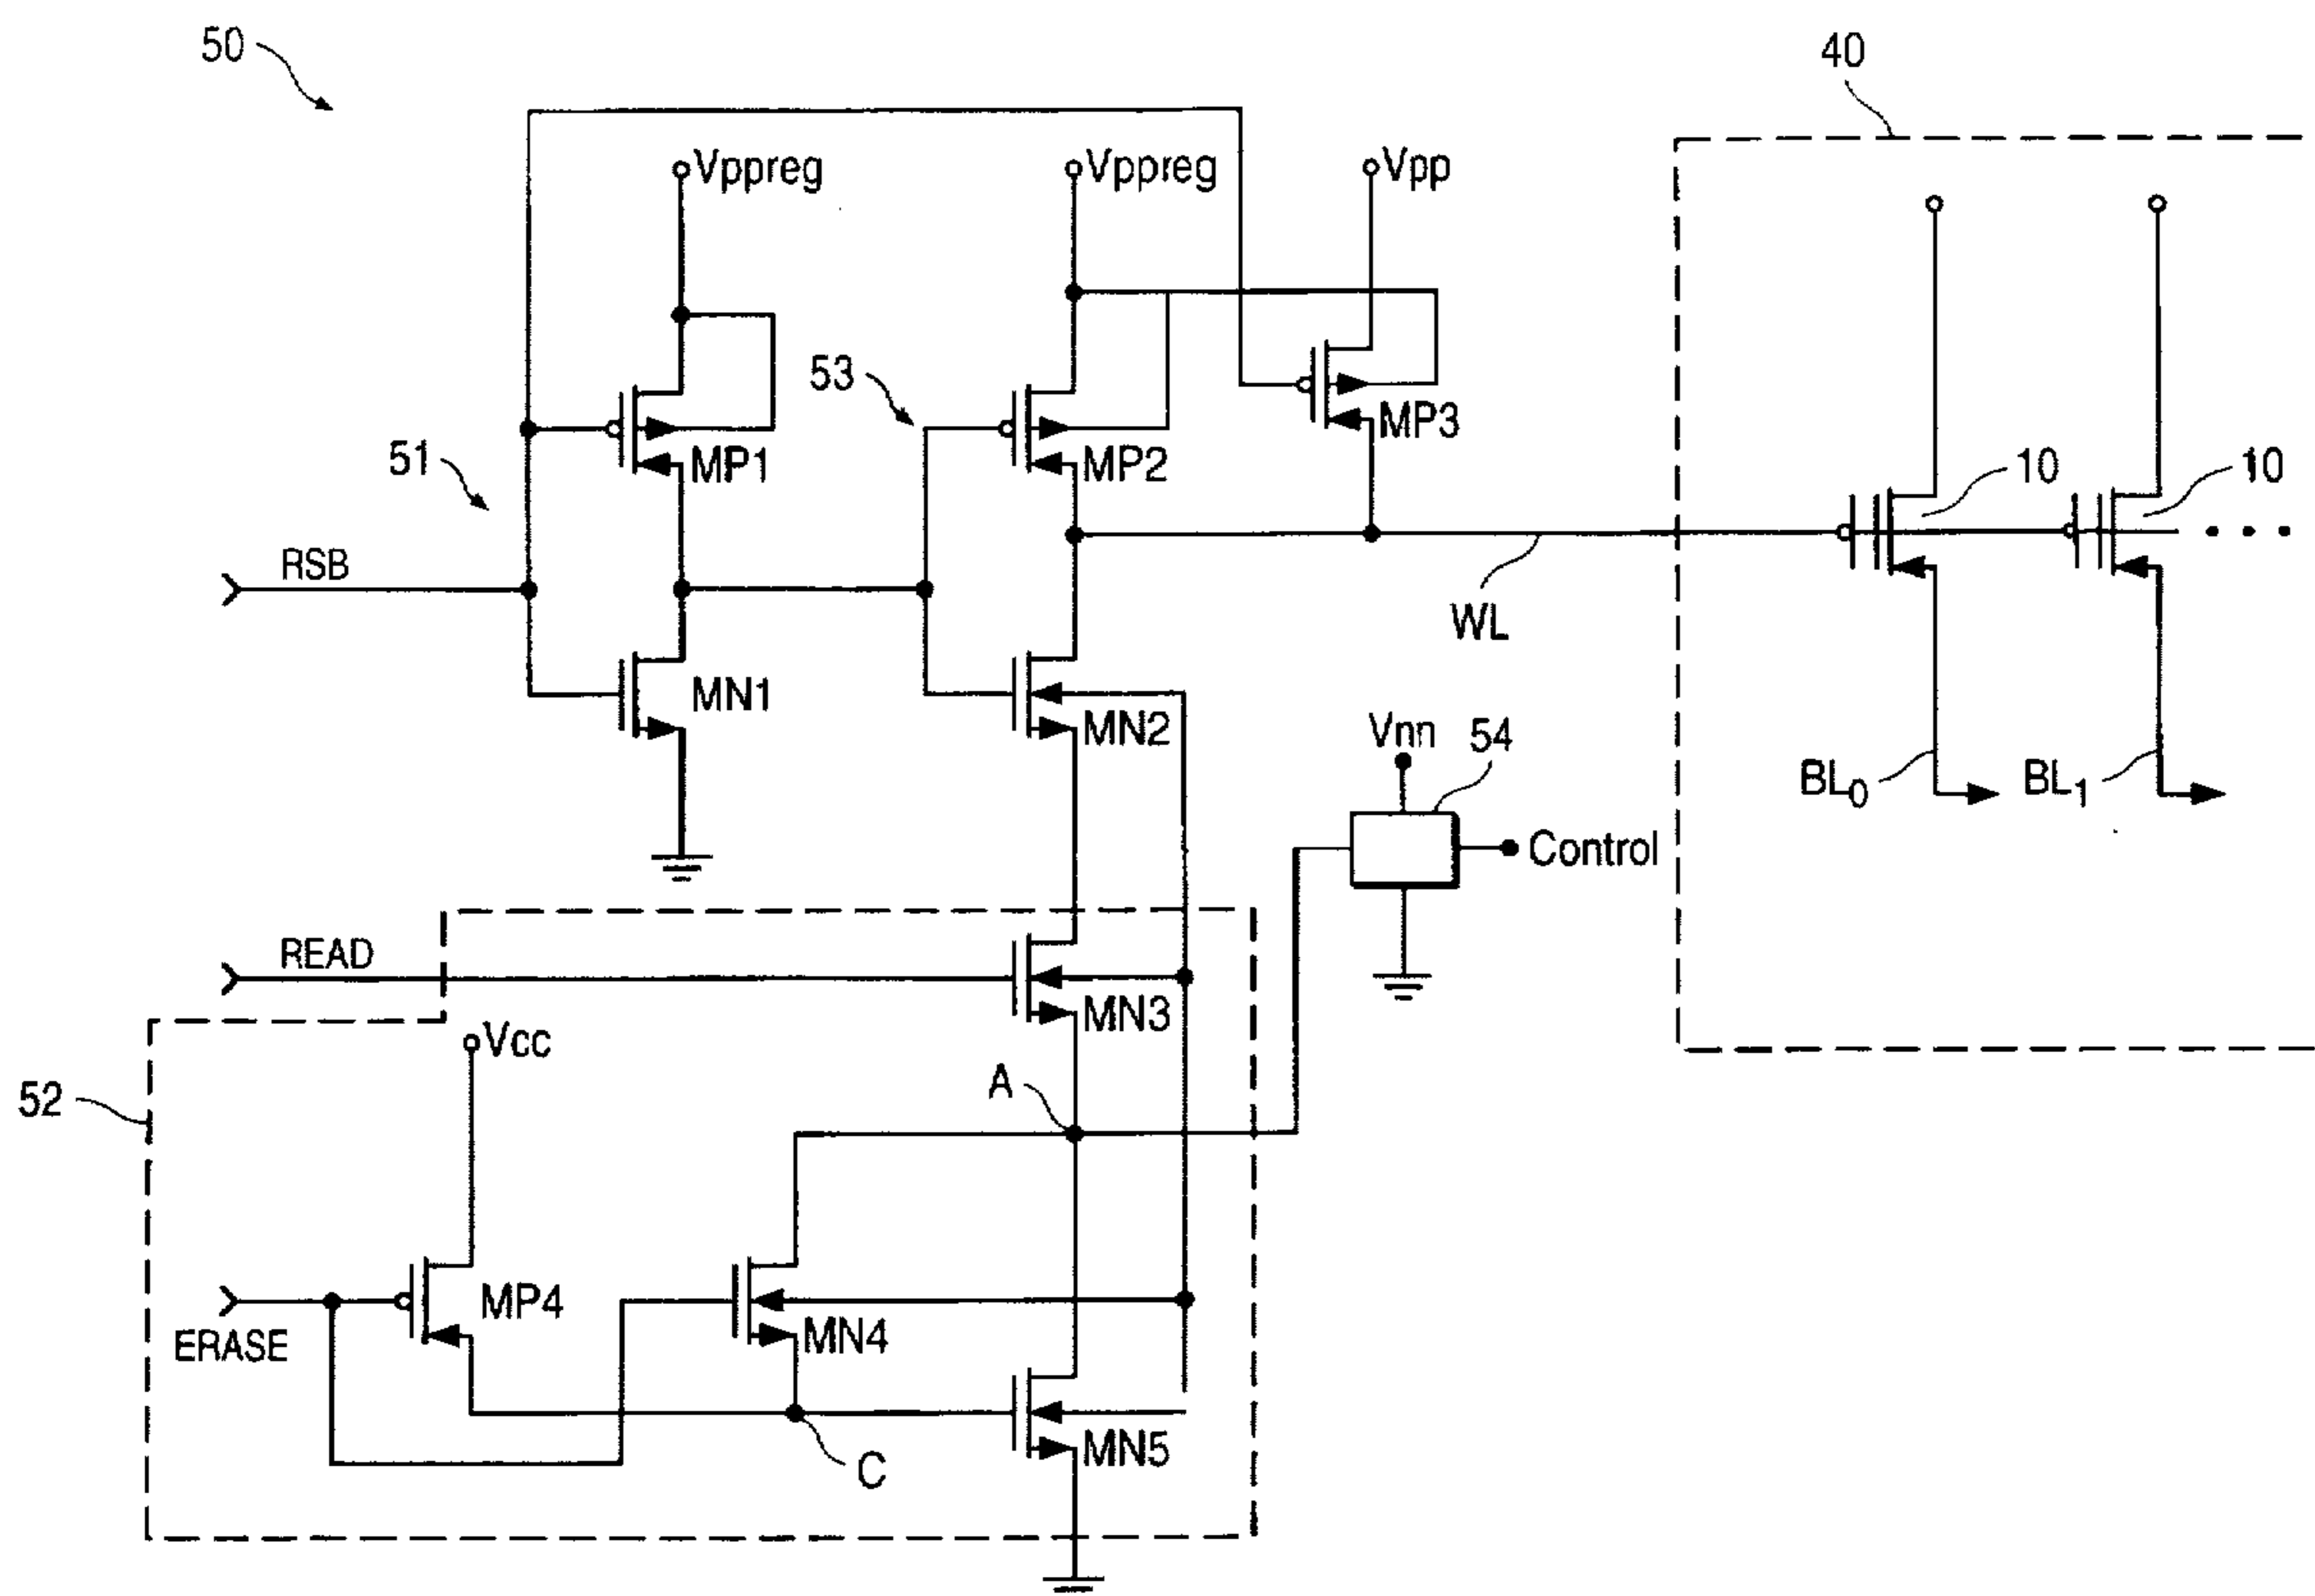 50
40
Vppreg
Vppreg
Vpp
53
51
MP1
MP2
MP3
10
10
RSB
WL
MN1
MN2
Vnn
54
BL0
BL1
Control
READ
MN3
Vcc
A
52
MP4
ERASE
MN4
MN5
C